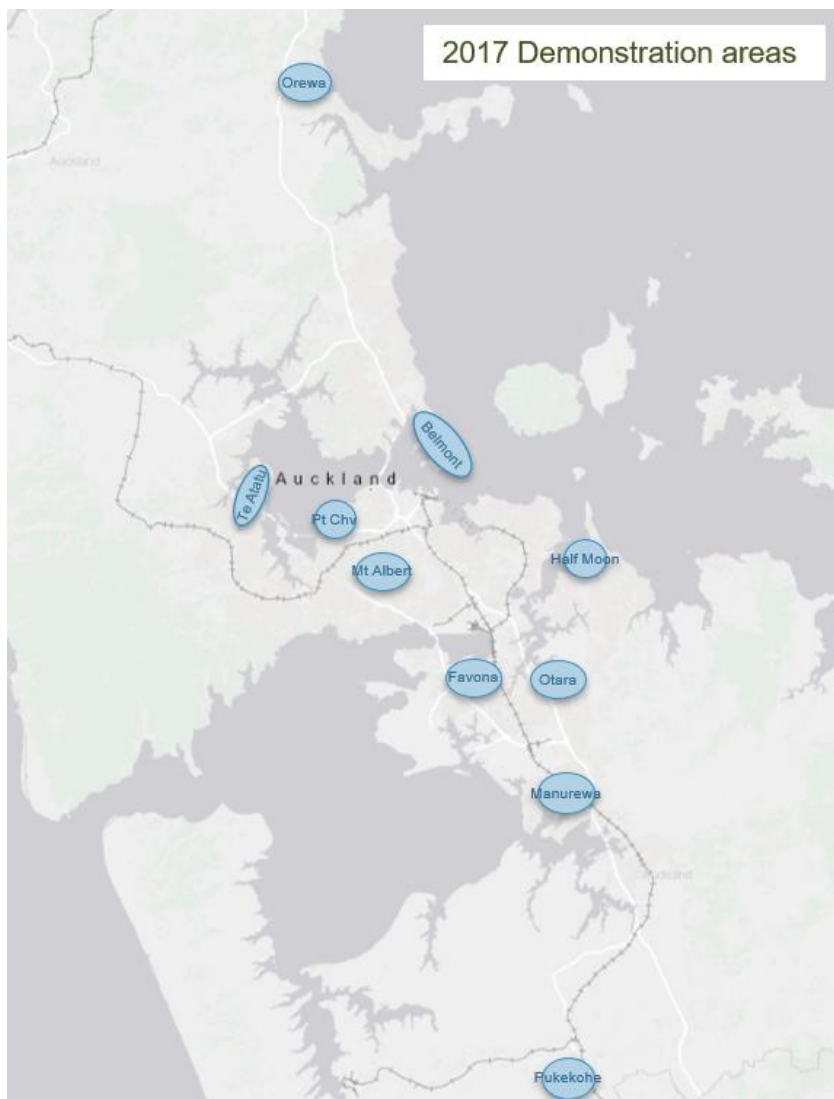 2017 Demonstration areas
Orewa
Auckland
Belmont
Te Atatu
Auckland
Pt Chv
Mt Albert
Half Moon
Favona
Otara
Manurewa
Auckland
Pukekohe